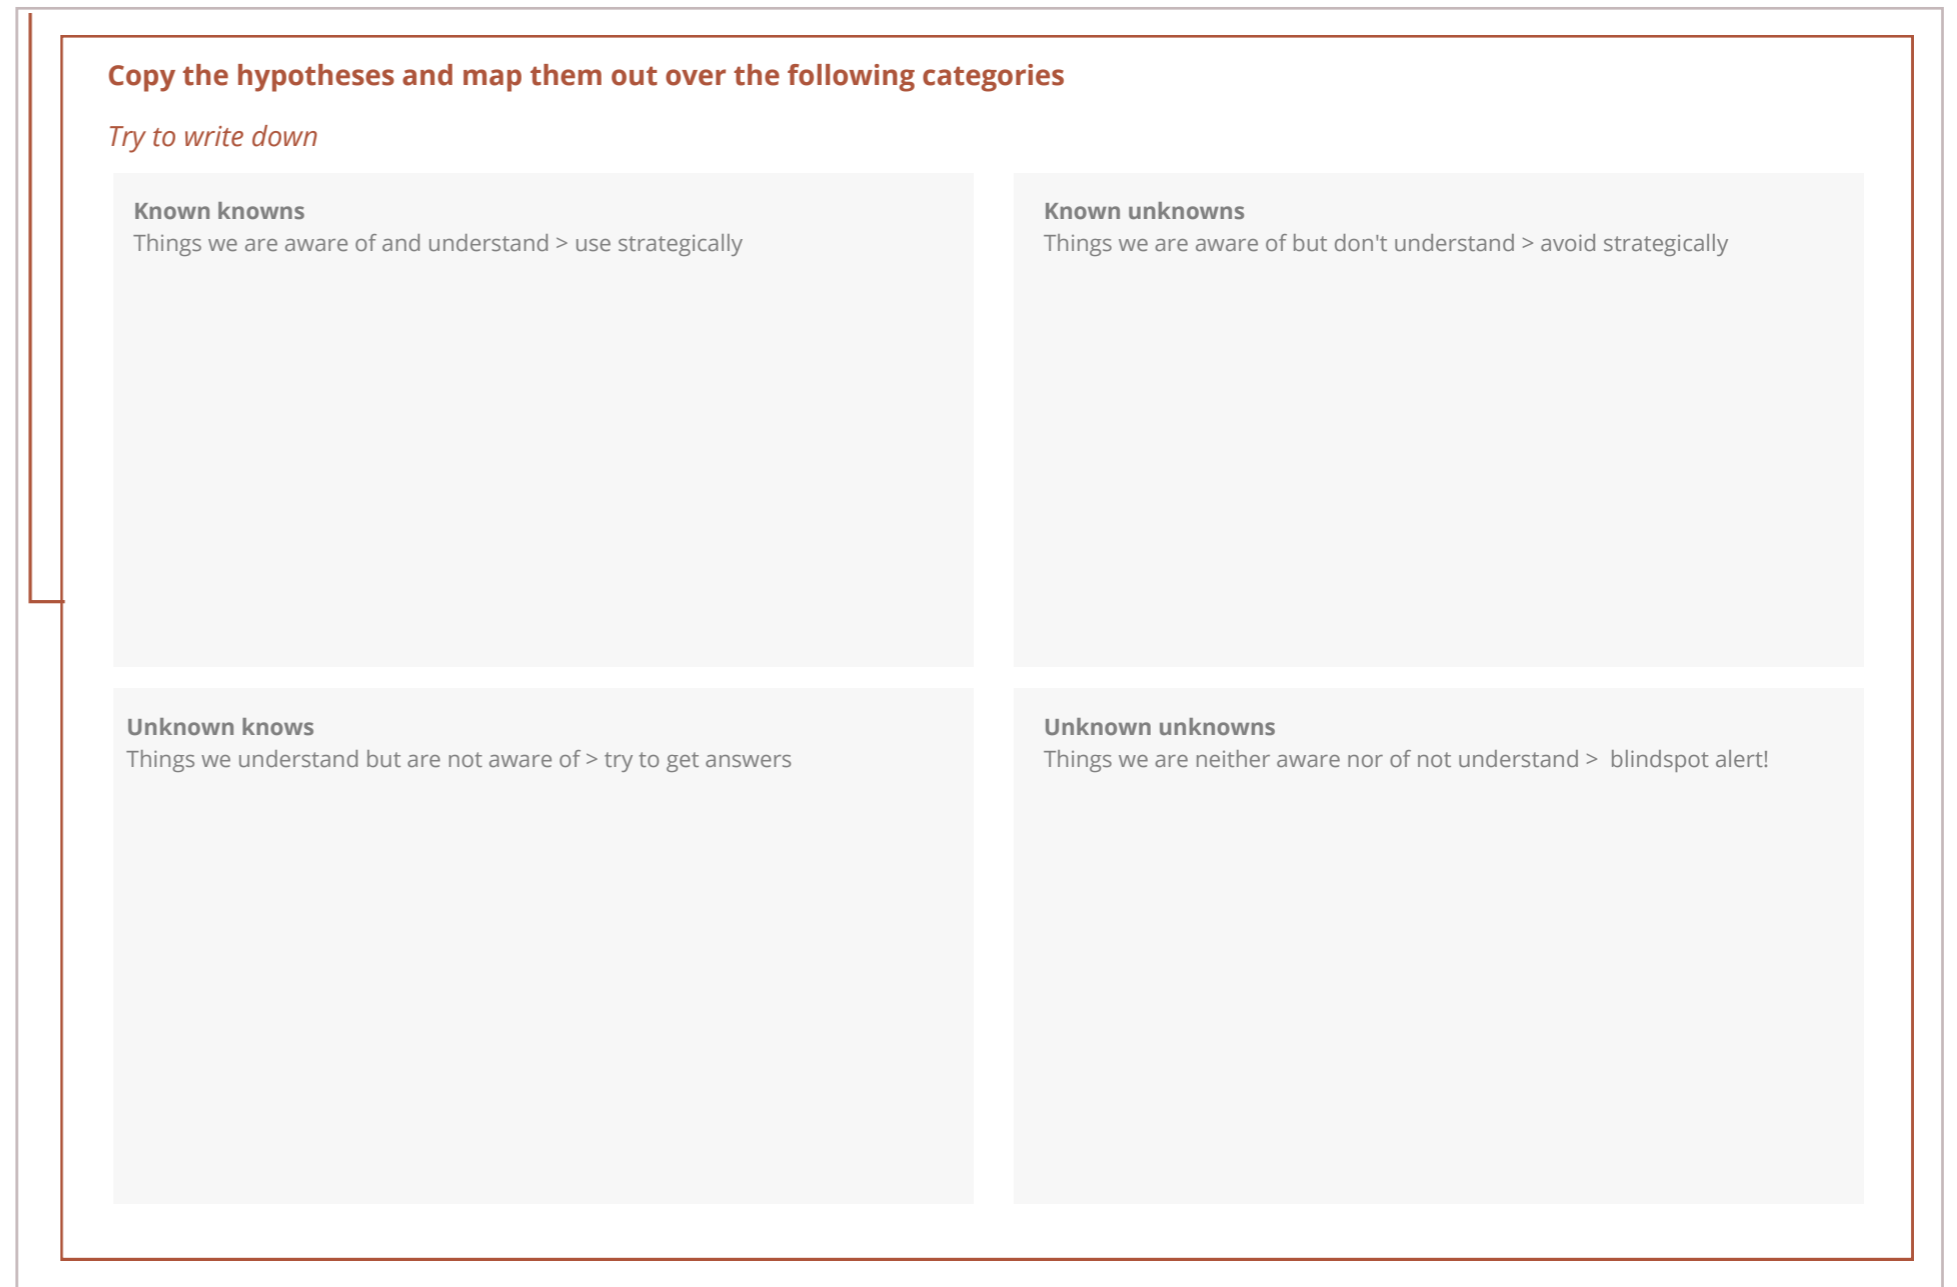 Copy the hypotheses and map them out over the following categories
Try to write down
Known knowns
Things we are aware of and understand > use strategically
Known unknowns
Things we are aware of but don't understand > avoid strategically
Unknown knows
Things we understand but are not aware of > try to get answers
Unknown unknowns
Things we are neither aware nor of not understand >  blindspot alert!